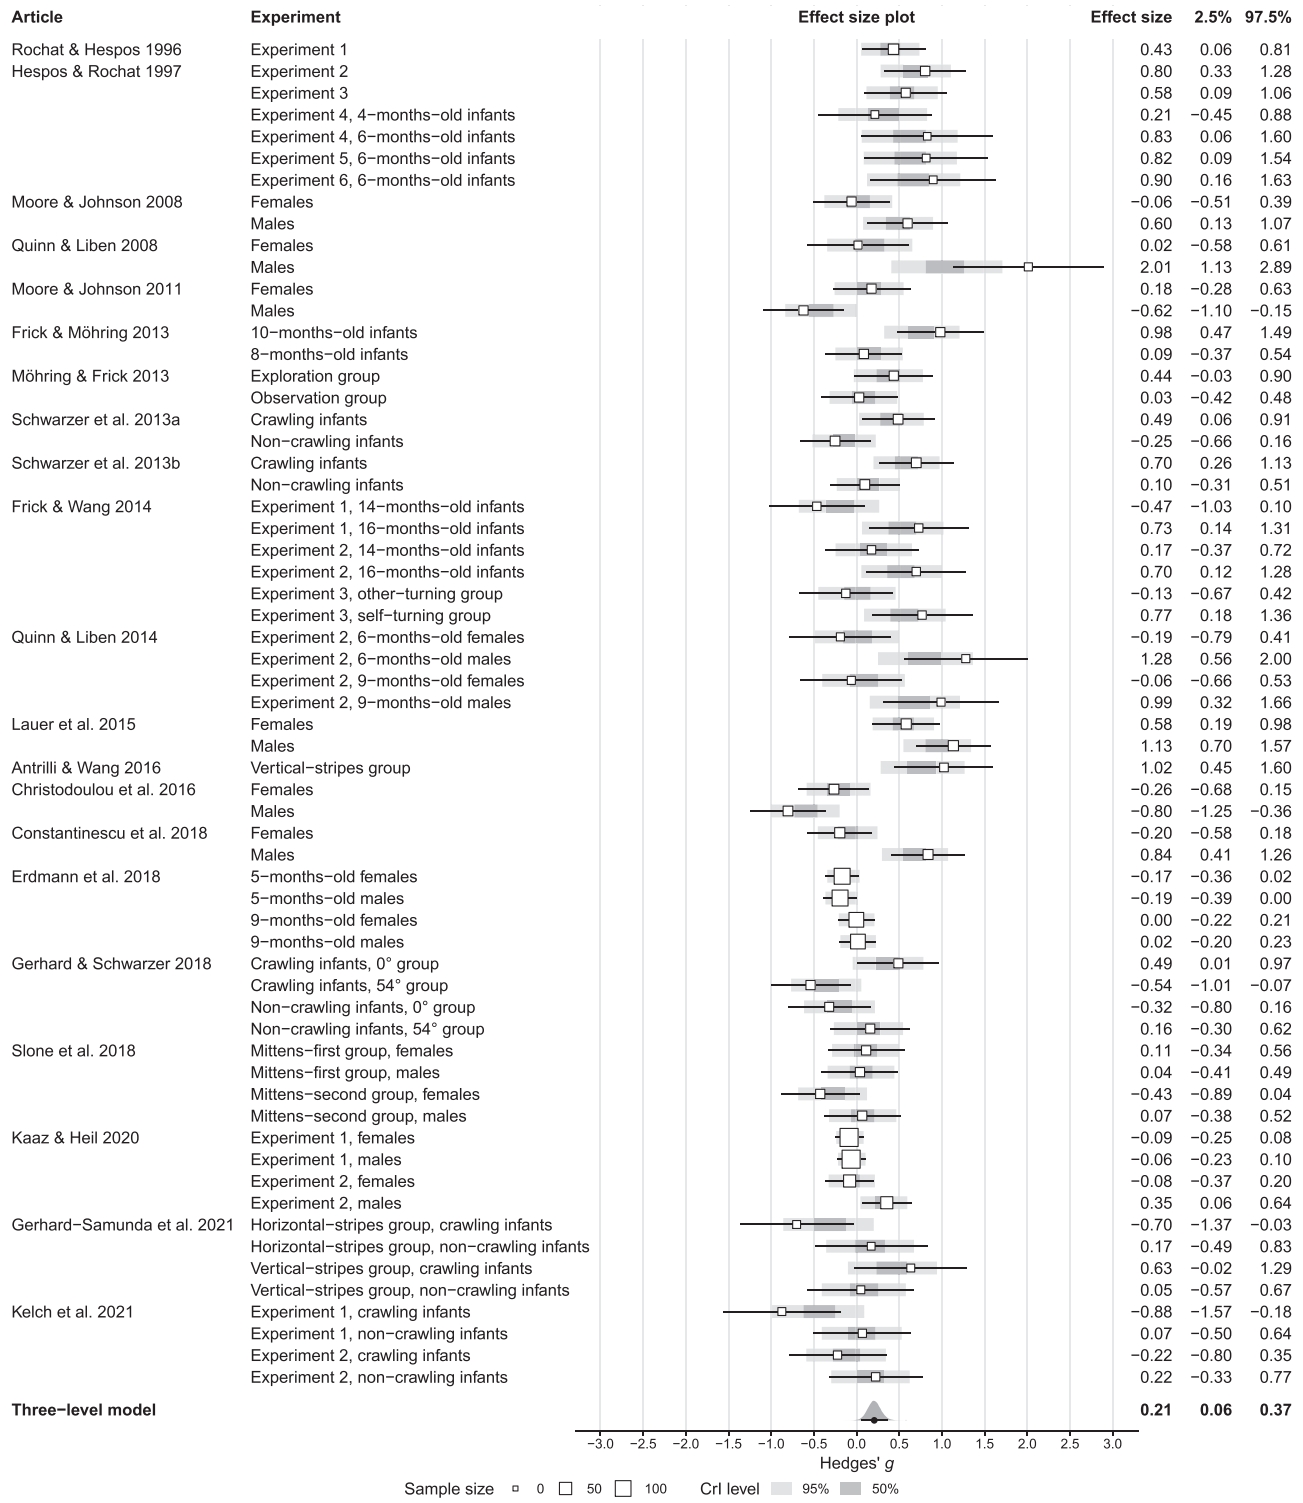 Article Experiment Effect size plot Effect size 2.5% 97.5%
Rochat & Hespos 1996 Experiment 1 0.43 0.06 0.81
Hespos & Rochat 1997 Experiment 2 0.80 0.33 1.28
Experiment 3 0.58 0.09 1.06
Experiment 4, 4−months−old infants 0.21 −0.45 0.88
Experiment 4, 6−months−old infants 0.83 0.06 1.60
Experiment 5, 6−months−old infants 0.82 0.09 1.54
Experiment 6, 6−months−old infants 0.90 0.16 1.63
Moore & Johnson 2008 Females −0.06 −0.51 0.39
Males 0.60 0.13 1.07
Quinn & Liben 2008 Females 0.02 −0.58 0.61
Males 2.01 1.13 2.89
Moore & Johnson 2011 Females 0.18 −0.28 0.63
Males −0.62 −1.10 −0.15
Frick & Möhring 2013 10−months−old infants 0.98 0.47 1.49
8−months−old infants 0.09 −0.37 0.54
Möhring & Frick 2013 Exploration group 0.44 −0.03 0.90
Observation group 0.03 −0.42 0.48
Schwarzer et al. 2013a Crawling infants 0.49 0.06 0.91
Non−crawling infants −0.25 −0.66 0.16
Schwarzer et al. 2013b Crawling infants 0.70 0.26 1.13
Non−crawling infants 0.10 −0.31 0.51
Frick & Wang 2014 Experiment 1, 14−months−old infants −0.47 −1.03 0.10
Experiment 1, 16−months−old infants 0.73 0.14 1.31
Experiment 2, 14−months−old infants 0.17 −0.37 0.72
Experiment 2, 16−months−old infants 0.70 0.12 1.28
Experiment 3, other−turning group −0.13 −0.67 0.42
Experiment 3, self−turning group 0.77 0.18 1.36
Quinn & Liben 2014 Experiment 2, 6−months−old females −0.19 −0.79 0.41
Experiment 2, 6−months−old males 1.28 0.56 2.00
Experiment 2, 9−months−old females −0.06 −0.66 0.53
Experiment 2, 9−months−old males 0.99 0.32 1.66
Lauer et al. 2015 Females 0.58 0.19 0.98
Males 1.13 0.70 1.57
Antrilli & Wang 2016 Vertical−stripes group 1.02 0.45 1.60
Christodoulou et al. 2016 Females −0.26 −0.68 0.15
Males −0.80 −1.25 −0.36
Constantinescu et al. 2018 Females −0.20 −0.58 0.18
Males 0.84 0.41 1.26
Erdmann et al. 2018 5−months−old females −0.17 −0.36 0.02
5−months−old males −0.19 −0.39 0.00
9−months−old females 0.00 −0.22 0.21
9−months−old males 0.02 −0.20 0.23
Gerhard & Schwarzer 2018 Crawling infants, 0° group 0.49 0.01 0.97
Crawling infants, 54° group −0.54 −1.01 −0.07
Non−crawling infants, 0° group −0.32 −0.80 0.16
Non−crawling infants, 54° group 0.16 −0.30 0.62
Slone et al. 2018 Mittens−first group, females 0.11 −0.34 0.56
Mittens−first group, males 0.04 −0.41 0.49
Mittens−second group, females −0.43 −0.89 0.04
Mittens−second group, males 0.07 −0.38 0.52
Kaaz & Heil 2020 Experiment 1, females −0.09 −0.25 0.08
Experiment 1, males −0.06 −0.23 0.10
Experiment 2, females −0.08 −0.37 0.20
Experiment 2, males 0.35 0.06 0.64
Gerhard−Samunda et al. 2021 Horizontal−stripes group, crawling infants −0.70 −1.37 −0.03
Horizontal−stripes group, non−crawling infants 0.17 −0.49 0.83
Vertical−stripes group, crawling infants 0.63 −0.02 1.29
Vertical−stripes group, non−crawling infants 0.05 −0.57 0.67
Kelch et al. 2021 Experiment 1, crawling infants −0.88 −1.57 −0.18
Experiment 1, non−crawling infants 0.07 −0.50 0.64
Experiment 2, crawling infants −0.22 −0.80 0.35
Experiment 2, non−crawling infants 0.22 −0.33 0.77
Three−level model 0.21 0.06 0.37
−3.0 −2.5 −2.0 −1.5 −1.0 −0.5 0.0 0.5 1.0 1.5 2.0 2.5 3.0
Hedges' g
Sample size 0 50 100 CrI level 95% 50%